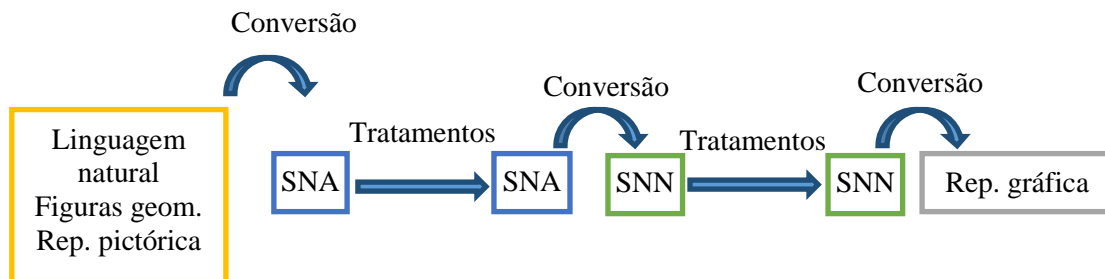 Conversão
Conversão
Conversão
Linguagem
natural
Figuras geom.
Rep. pictórica
Tratamentos
Tratamentos
SNA
SNA
SNN
SNN
Rep. gráfica